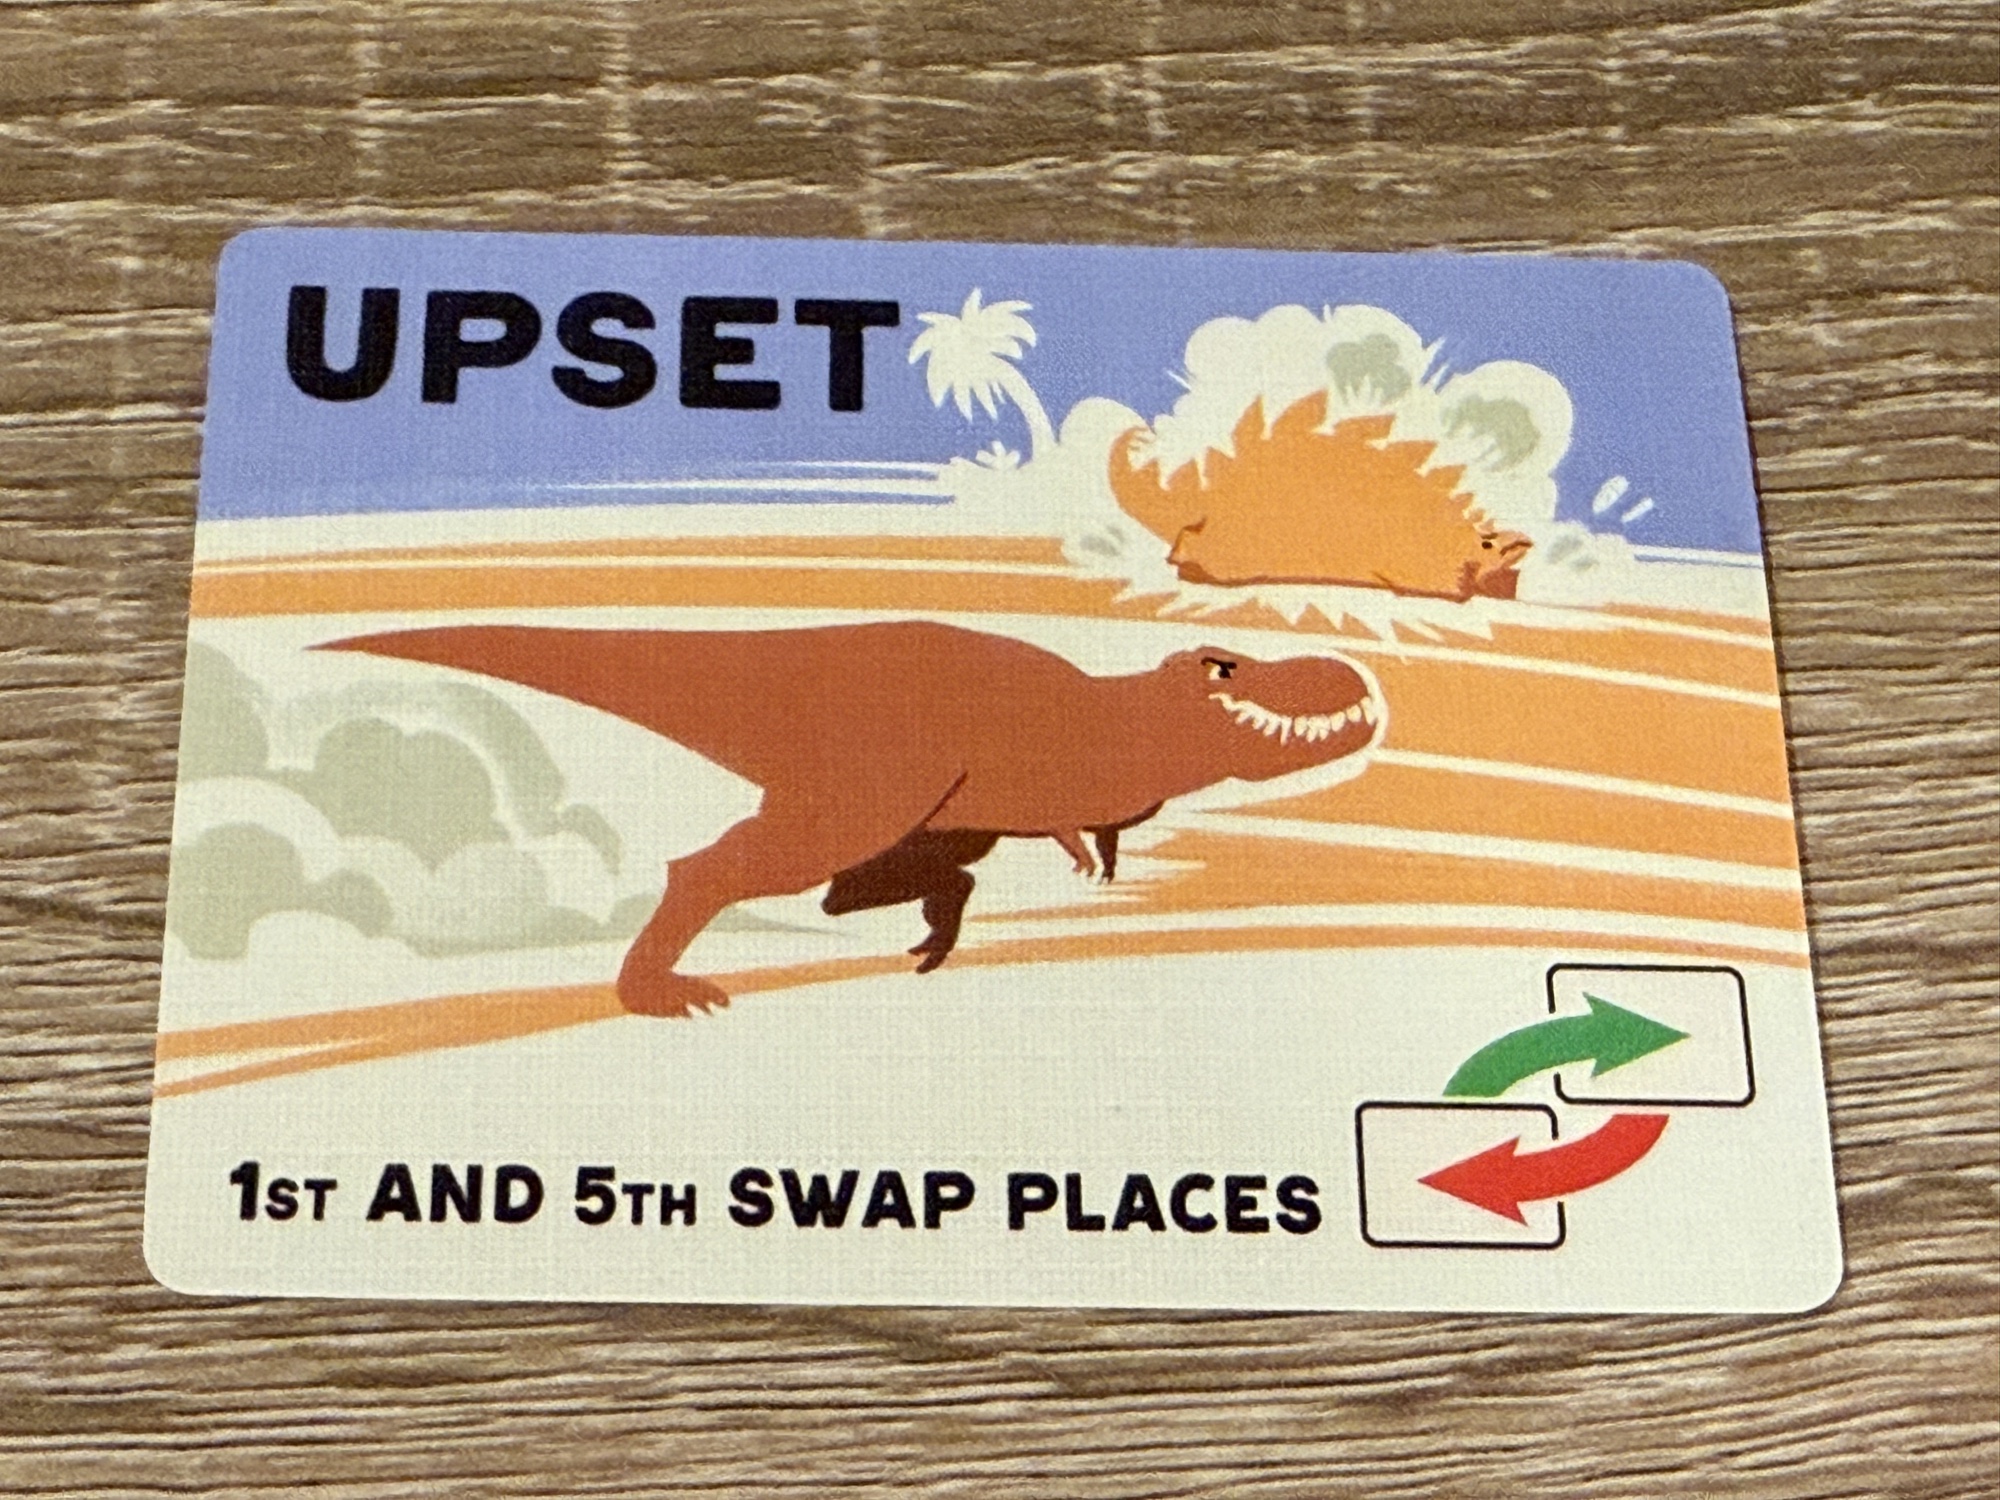 UPSET
1ST AND 5TH SWAP PLACES